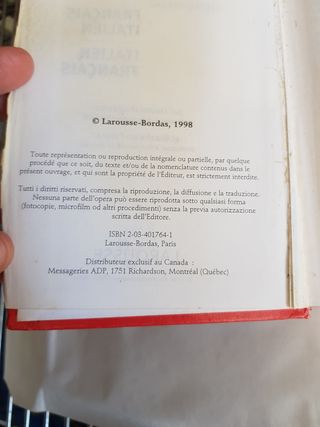 © Larousse-Bordas, 1998
Toute représentation ou reproduction intégrale ou partielle, par quelque
procédé que ce soit, du texte et/ou de la nomenclature contenus dans le
présent ouvrage, et qui sont la propriété de l'Éditeur, est strictement interdite.
Tutti i diritti riservati, compresa la riproduzione, la diffusione e la traduzione.
Nessuna parte dell'opera può essere riprodotta sotto qualsiasi forma
(fotocopie, microfilm od altri procedimenti) senza la previa autorizzazione
scritta dell'Editore.
ISBN 2-03-401764-1
Larousse-Bordas, Paris
Distributeur exclusif au Canada :
Messageries ADP, 1751 Richardson, Montréal (Québec)